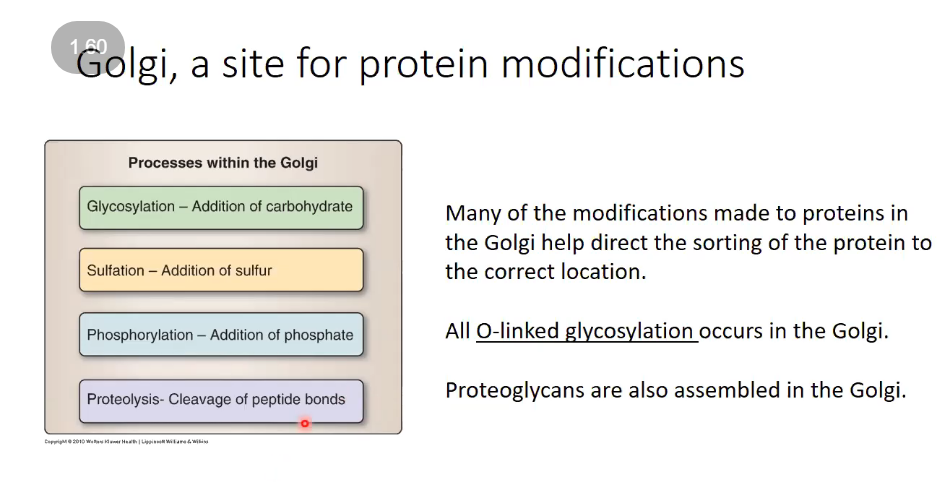 1.60
Golgi, a site for protein modifications
Processes within the Golgi
Glycosylation – Addition of carbohydrate
Sulfation – Addition of sulfur
Phosphorylation – Addition of phosphate
Proteolysis- Cleavage of peptide bonds
Copyright © 2010 Wolters Kluwer Health | Lippincott Williams & Wilkins
Many of the modifications made to proteins in
the Golgi help direct the sorting of the protein to
the correct location.
All O-linked glycosylation occurs in the Golgi.
Proteoglycans are also assembled in the Golgi.